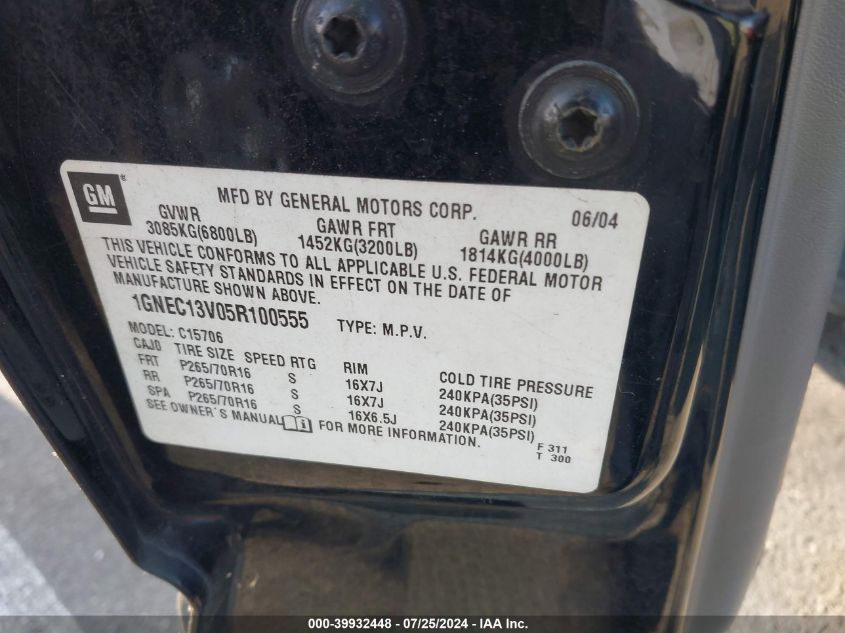 GM®
MFD BY GENERAL MOTORS CORP. 06/04
GVWR GAWR FRT GAWR RR
3085KG(6800LB) 1452KG(3200LB) 1814KG(4000LB)
THIS VEHICLE CONFORMS TO ALL APPLICABLE U.S. FEDERAL MOTOR
VEHICLE SAFETY STANDARDS IN EFFECT ON THE DATE OF
MANUFACTURE SHOWN ABOVE.
1GNEC13V05R100555 TYPE: M.P.V.
MODEL: C15706
CAJ0 TIRE SIZE SPEED RTG RIM COLD TIRE PRESSURE
FRT P265/70R16 S 16X7J 240KPA(35PSI)
RR P265/70R16 S 16X7J 240KPA(35PSI)
SPA P265/70R16 S 16X6.5J 240KPA(35PSI)
SEE OWNER'S MANUAL FOR MORE INFORMATION.
F 311
T 300
000-39932448 - 07/25/2024 - IAA Inc.